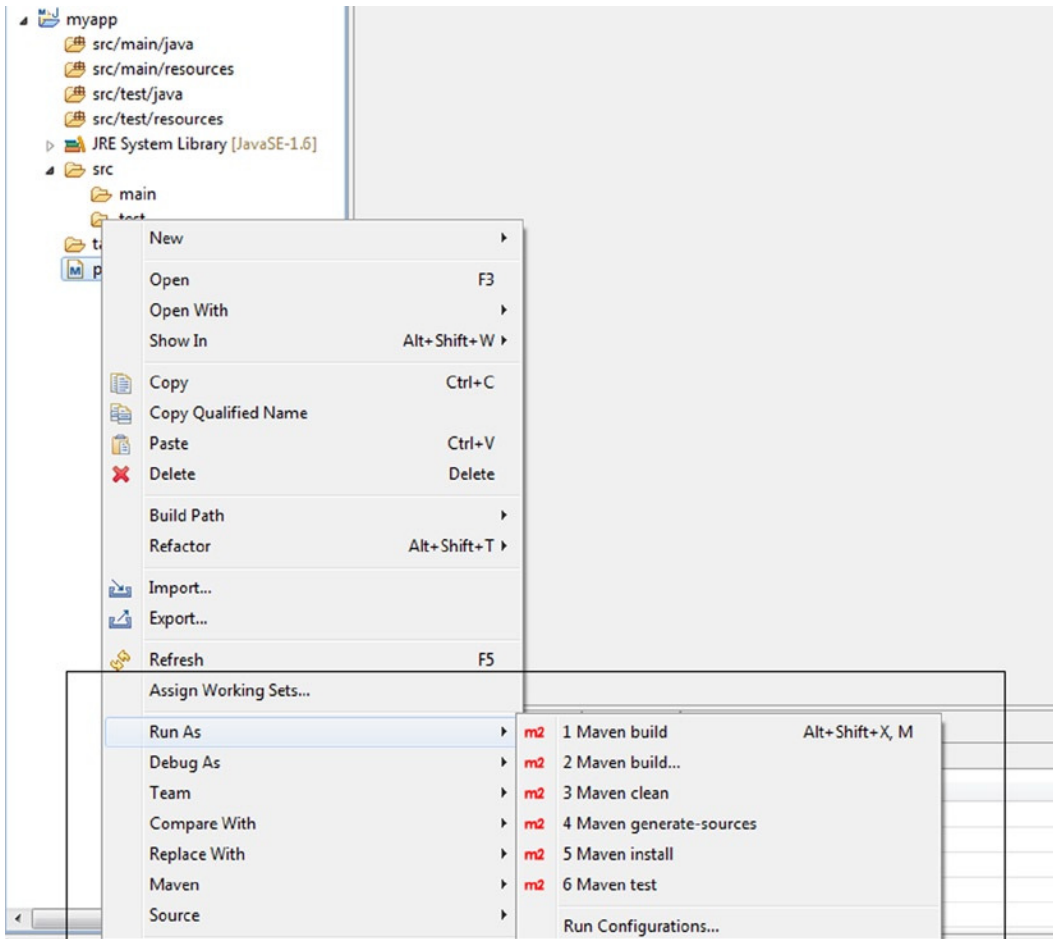 myapp
src/main/java
src/main/resources
src/test/java
src/test/resources
JRE System Library [JavaSE-1.6]
src
main
New
Open F3
Open With
Show In Alt+Shift+W
Copy Ctrl+C
Copy Qualified Name
Paste Ctrl+V
Delete Delete
Build Path
Refactor Alt+Shift+T
Import...
Export...
Refresh F5
Assign Working Sets...
Run As
Debug As
Team
Compare With
Replace With
Maven
Source
m2 1 Maven build Alt+Shift+X, M
m2 2 Maven build...
m2 3 Maven clean
m2 4 Maven generate-sources
m2 5 Maven install
m2 6 Maven test
Run Configurations...